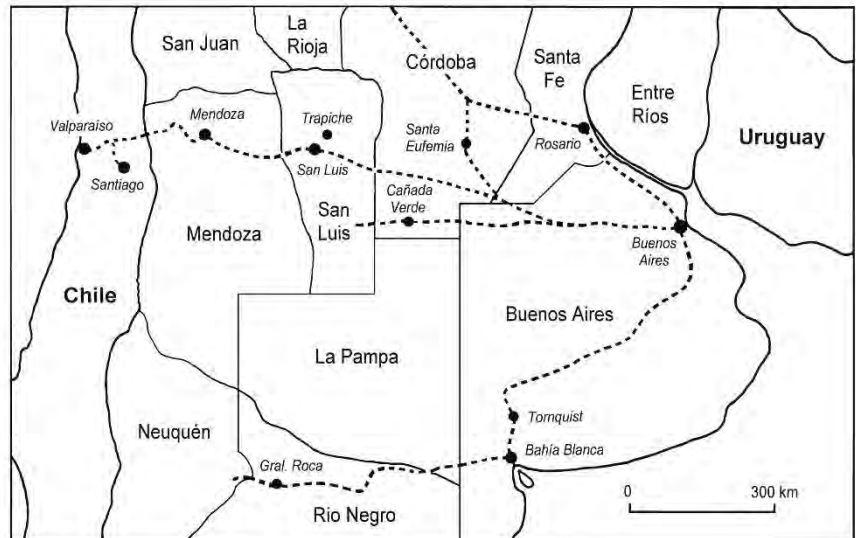 La
Rioja
San Juan
Córdoba
Santa
Fe
Entre
Ríos
Mendoza
Trapiche
Valparaíso
Santa
Eufemia
Rosario
Uruguay
San Luis
Santiago
Cañada
Verde
San
Luis
Mendoza
Buenos
Aires
Chile
Buenos Aires
La Pampa
Tornquist
Neuquén
Bahía Blanca
Gral. Roca
Rio Negro
0 300 km